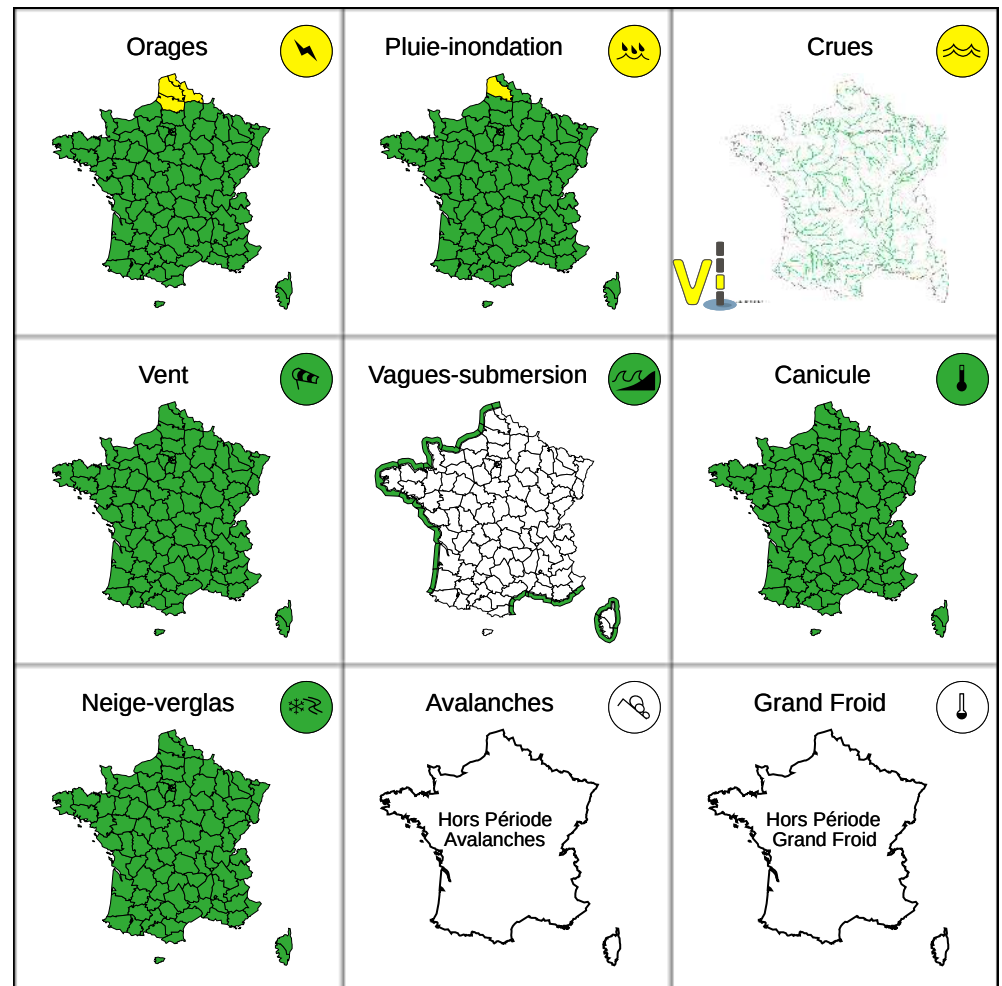 Orages
Pluie-inondation
Crues
Vi
Vent
Vagues-submersion
Canicule
Neige-verglas
Avalanches
Grand Froid
Hors Période
Avalanches
Hors Période
Grand Froid